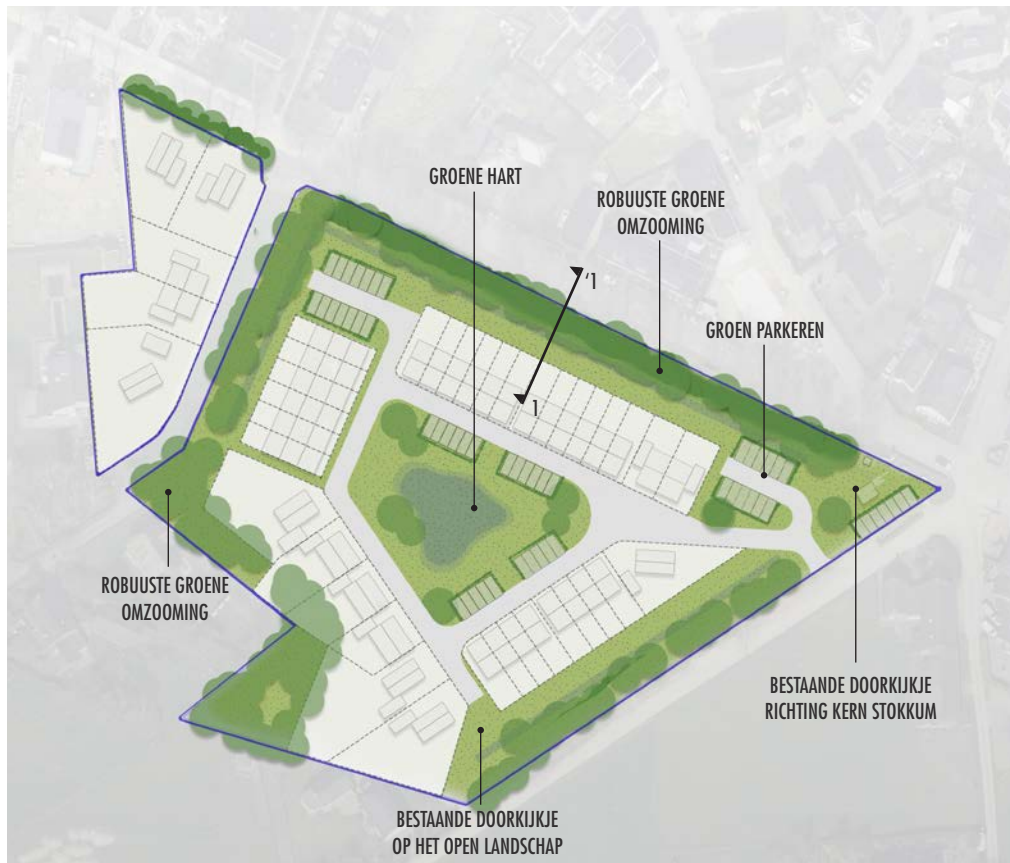 GROENE HART
ROBUUSTE GROENE
OMZOOMING
'1
1
GROEN PARKEREN
ROBUUSTE GROENE
OMZOOMING
BESTAANDE DOORKIJKJE
RICHTING KERN STOKKUM
BESTAANDE DOORKIJKJE
OP HET OPEN LANDSCHAP